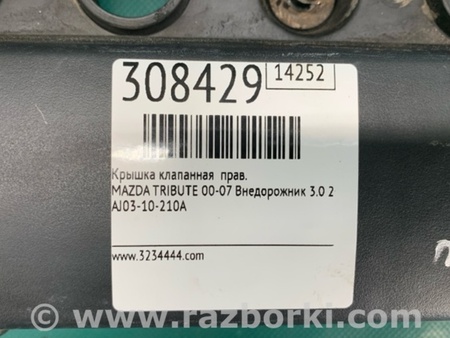 308429
14252
Крышка клапанная прав.
MAZDA TRIBUTE 00-07 Внедорожник 3.0 2
AJ03-10-210A
www.3234444.com
www.razborki.com